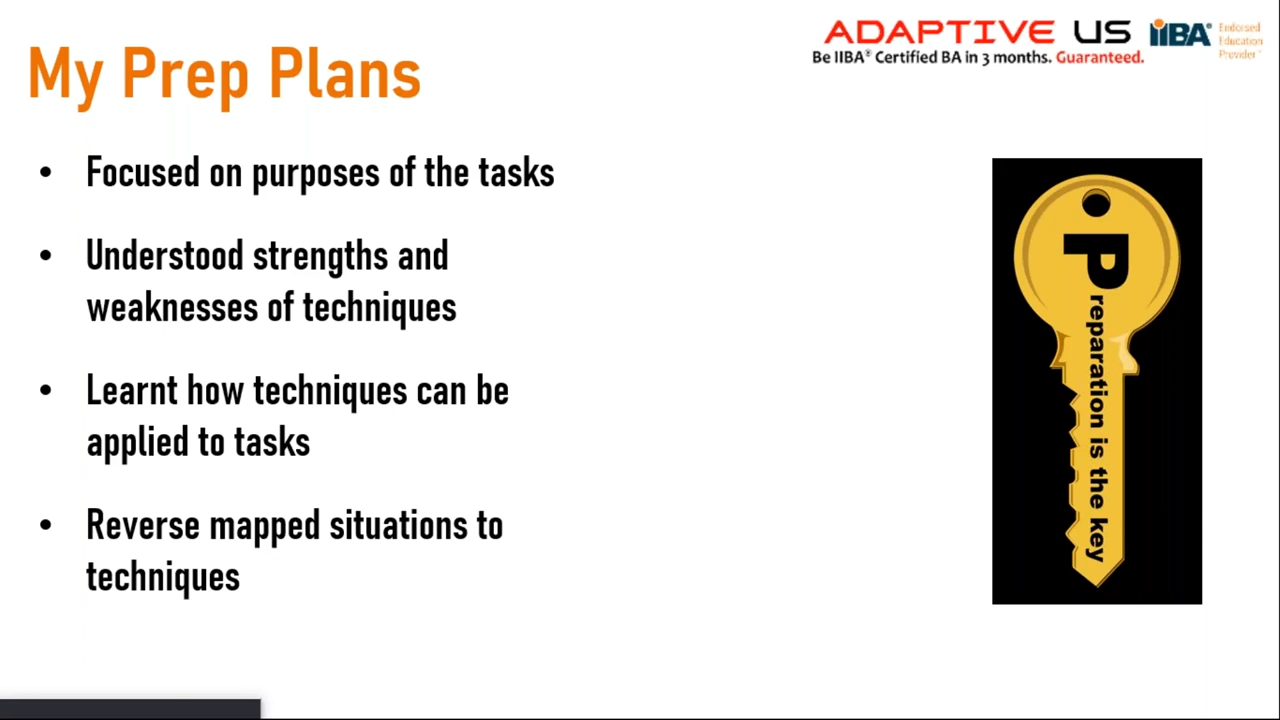 My Prep Plans
ADAPTIVE US
Be IIBA® Certified BA in 3 months. Guaranteed.
iIBA®
Endorsed
Education
Provider™
• Focused on purposes of the tasks
• Understood strengths and
weaknesses of techniques
• Learnt how techniques can be
applied to tasks
• Reverse mapped situations to
techniques
Preparation is the key